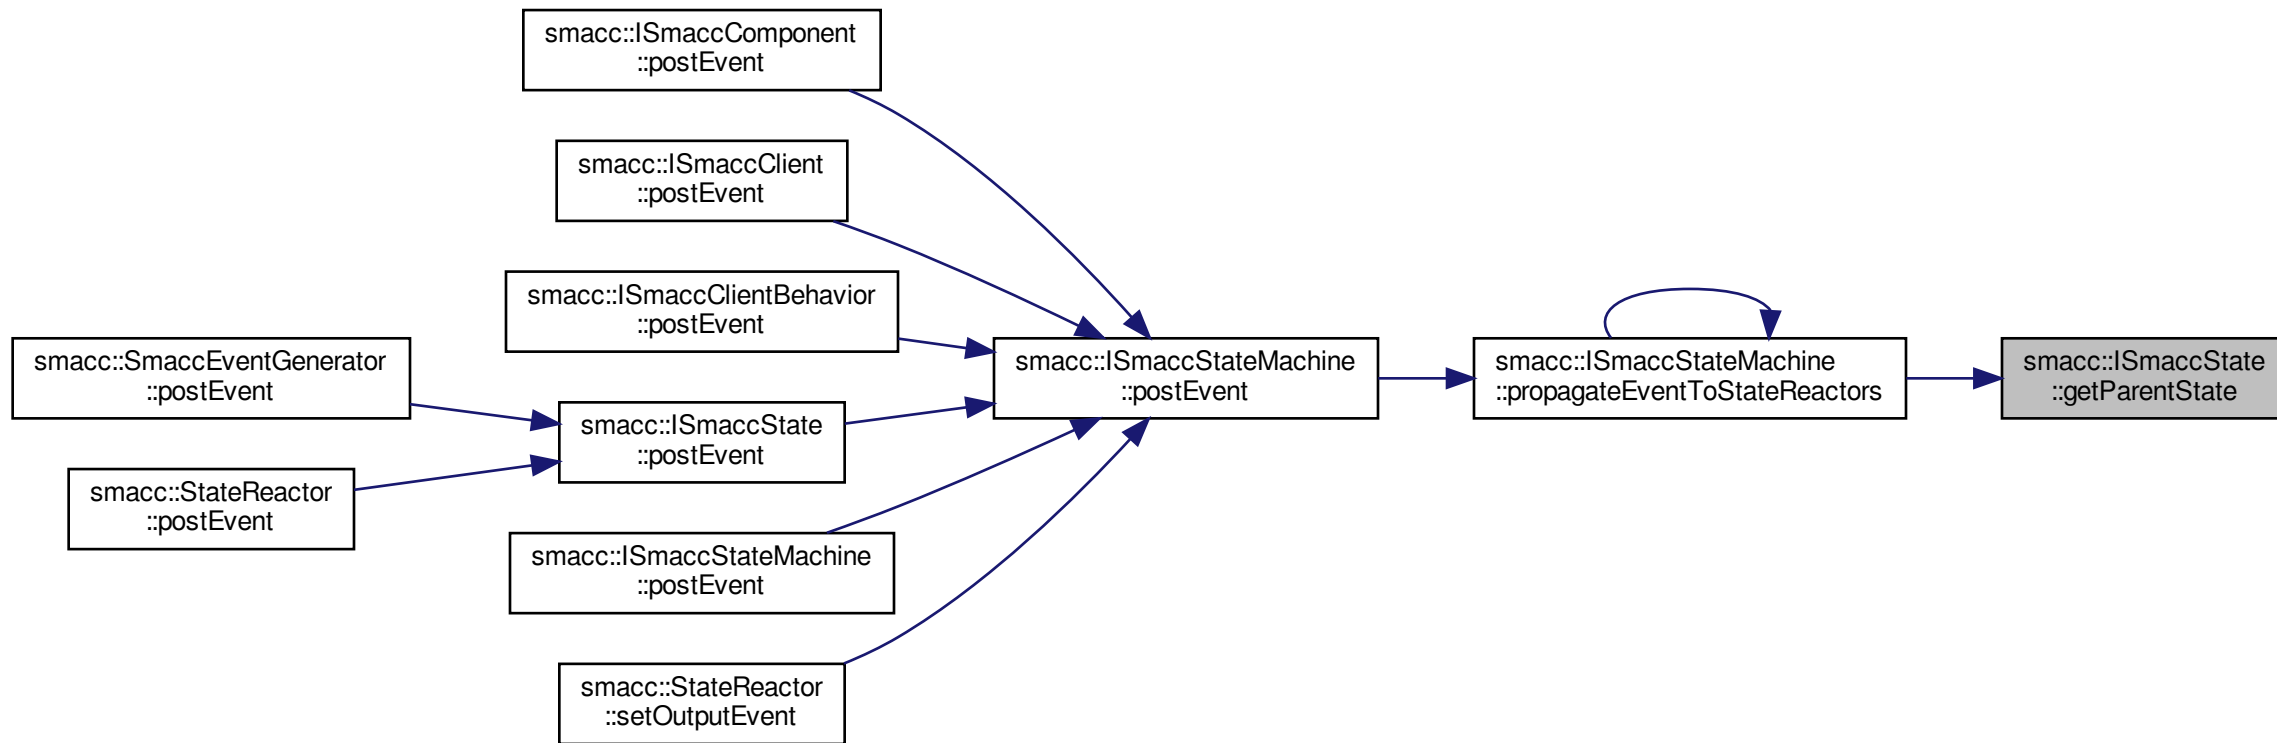 smacc::ISmaccComponent
::postEvent
smacc::ISmaccClient
::postEvent
smacc::ISmaccClientBehavior
::postEvent
smacc::SmaccEventGenerator
::postEvent
smacc::StateReactor
::postEvent
smacc::ISmaccState
::postEvent
smacc::ISmaccStateMachine
::postEvent
smacc::StateReactor
::setOutputEvent
smacc::ISmaccStateMachine
::postEvent
smacc::ISmaccStateMachine
::propagateEventToStateReactors
smacc::ISmaccState
::getParentState